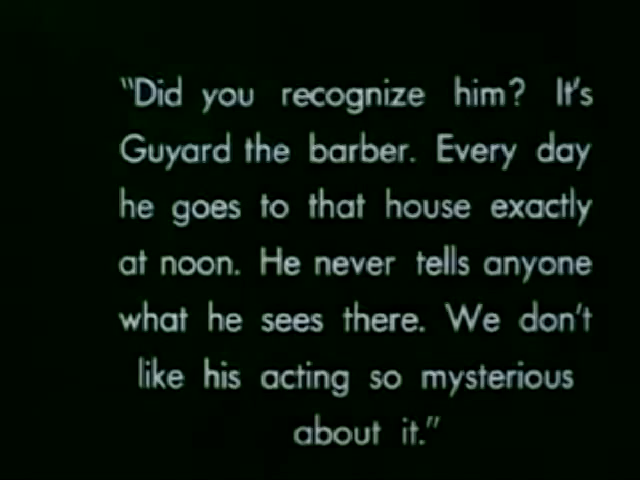 "Did you recognize him? It's
Guyard the barber. Every day
he goes to that house exactly
at noon. He never tells anyone
what he sees there. We don't
like his acting so mysterious
about it."